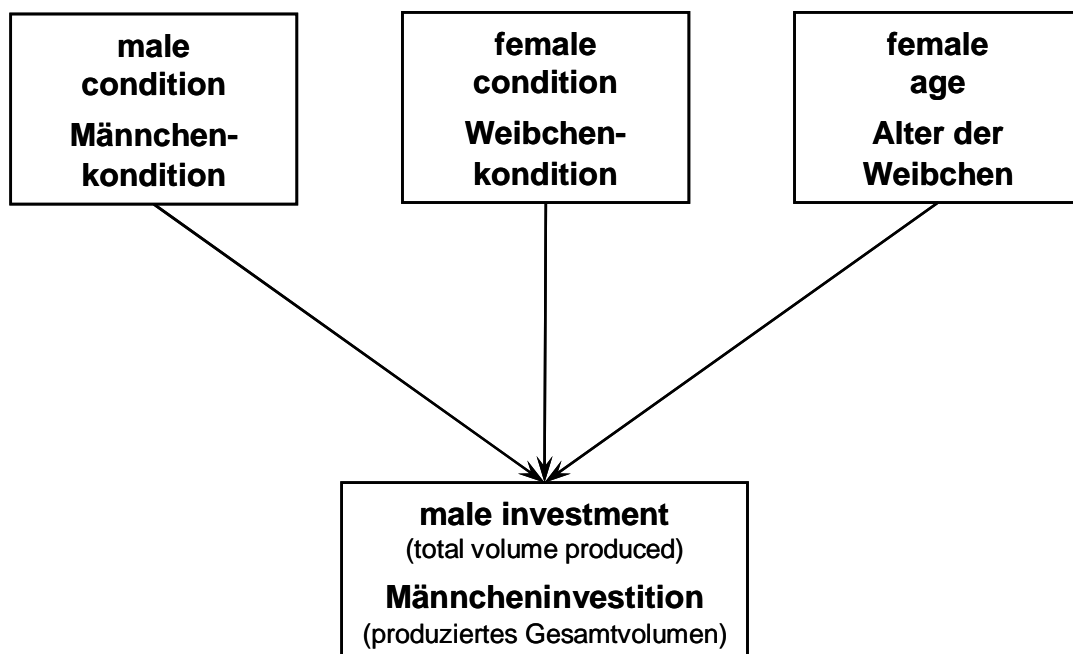 male
condition
Männchen-
kondition
female
condition
Weibchen-
kondition
female
age
Alter der
Weibchen
male investment
(total volume produced)
Männcheninvestition
(produziertes Gesamtvolumen)